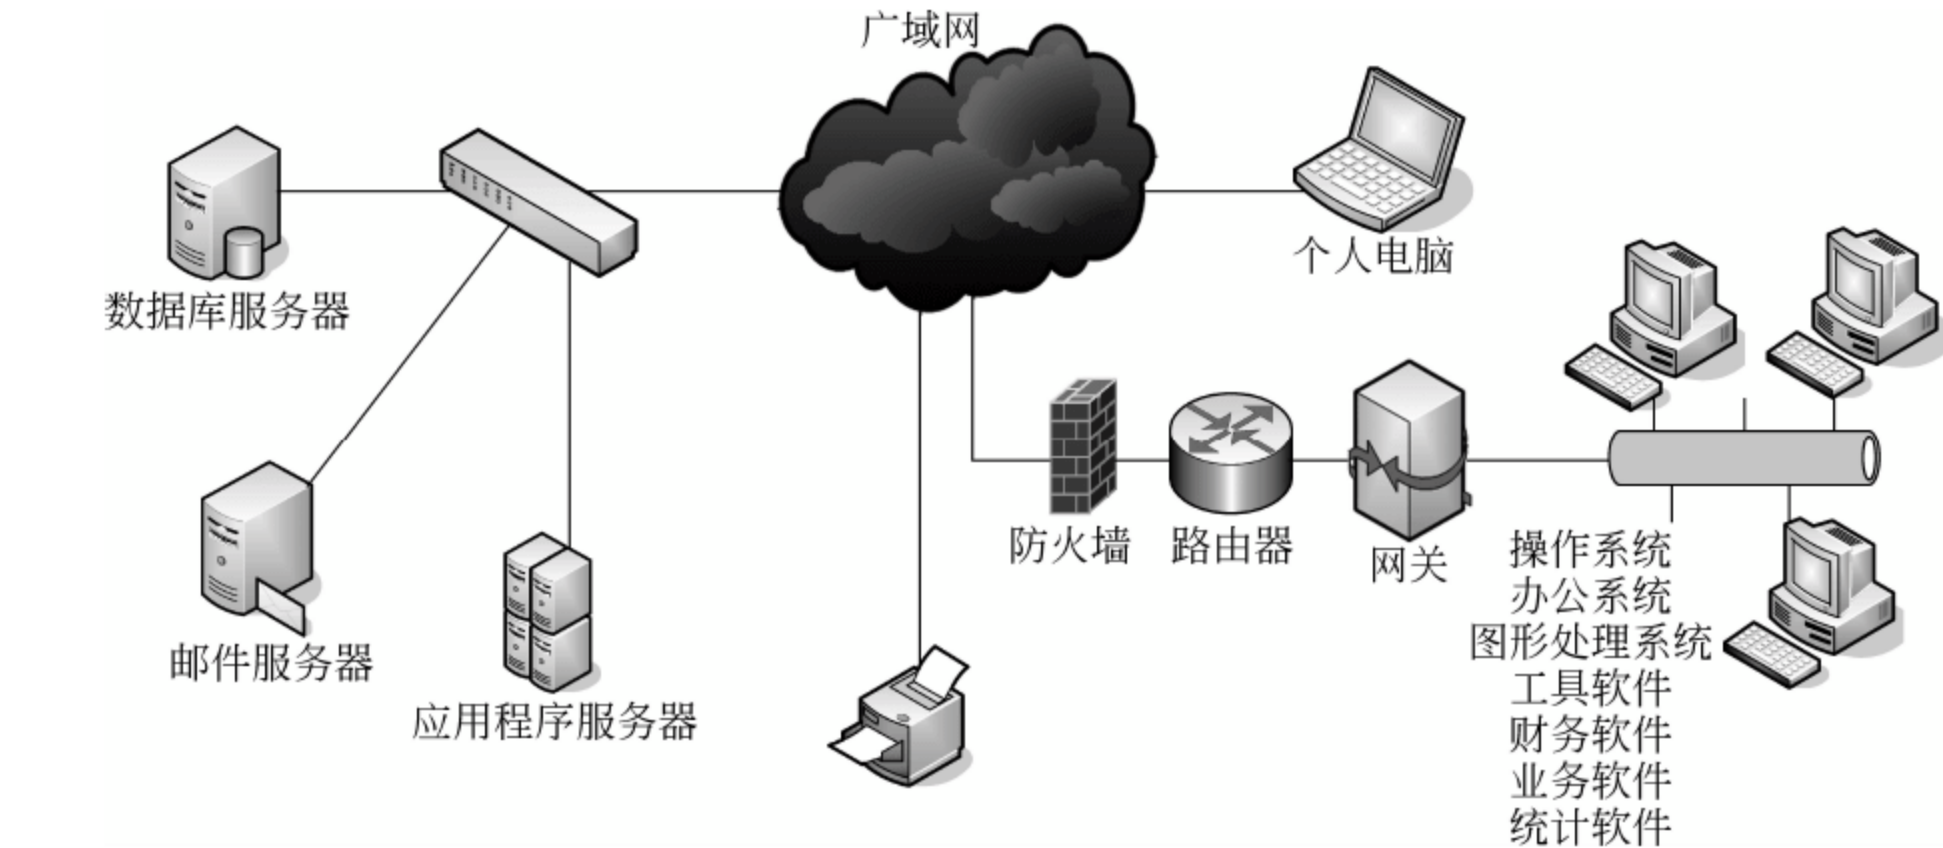 广域网
个人电脑
数据库服务器
防火墙
路由器
网关
操作系统
办公系统
图形处理系统
工具软件
财务软件
业务软件
统计软件
邮件服务器
应用程序服务器